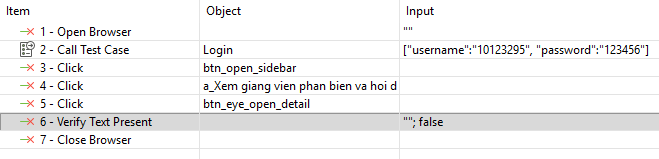 Item Object Input
1 - Open Browser ""
2 - Call Test Case Login ["username":"10123295", "password":"123456"]
3 - Click btn_open_sidebar
4 - Click a_Xem giang vien phan bien va hoi d
5 - Click btn_eye_open_detail
6 - Verify Text Present ""; false
7 - Close Browser